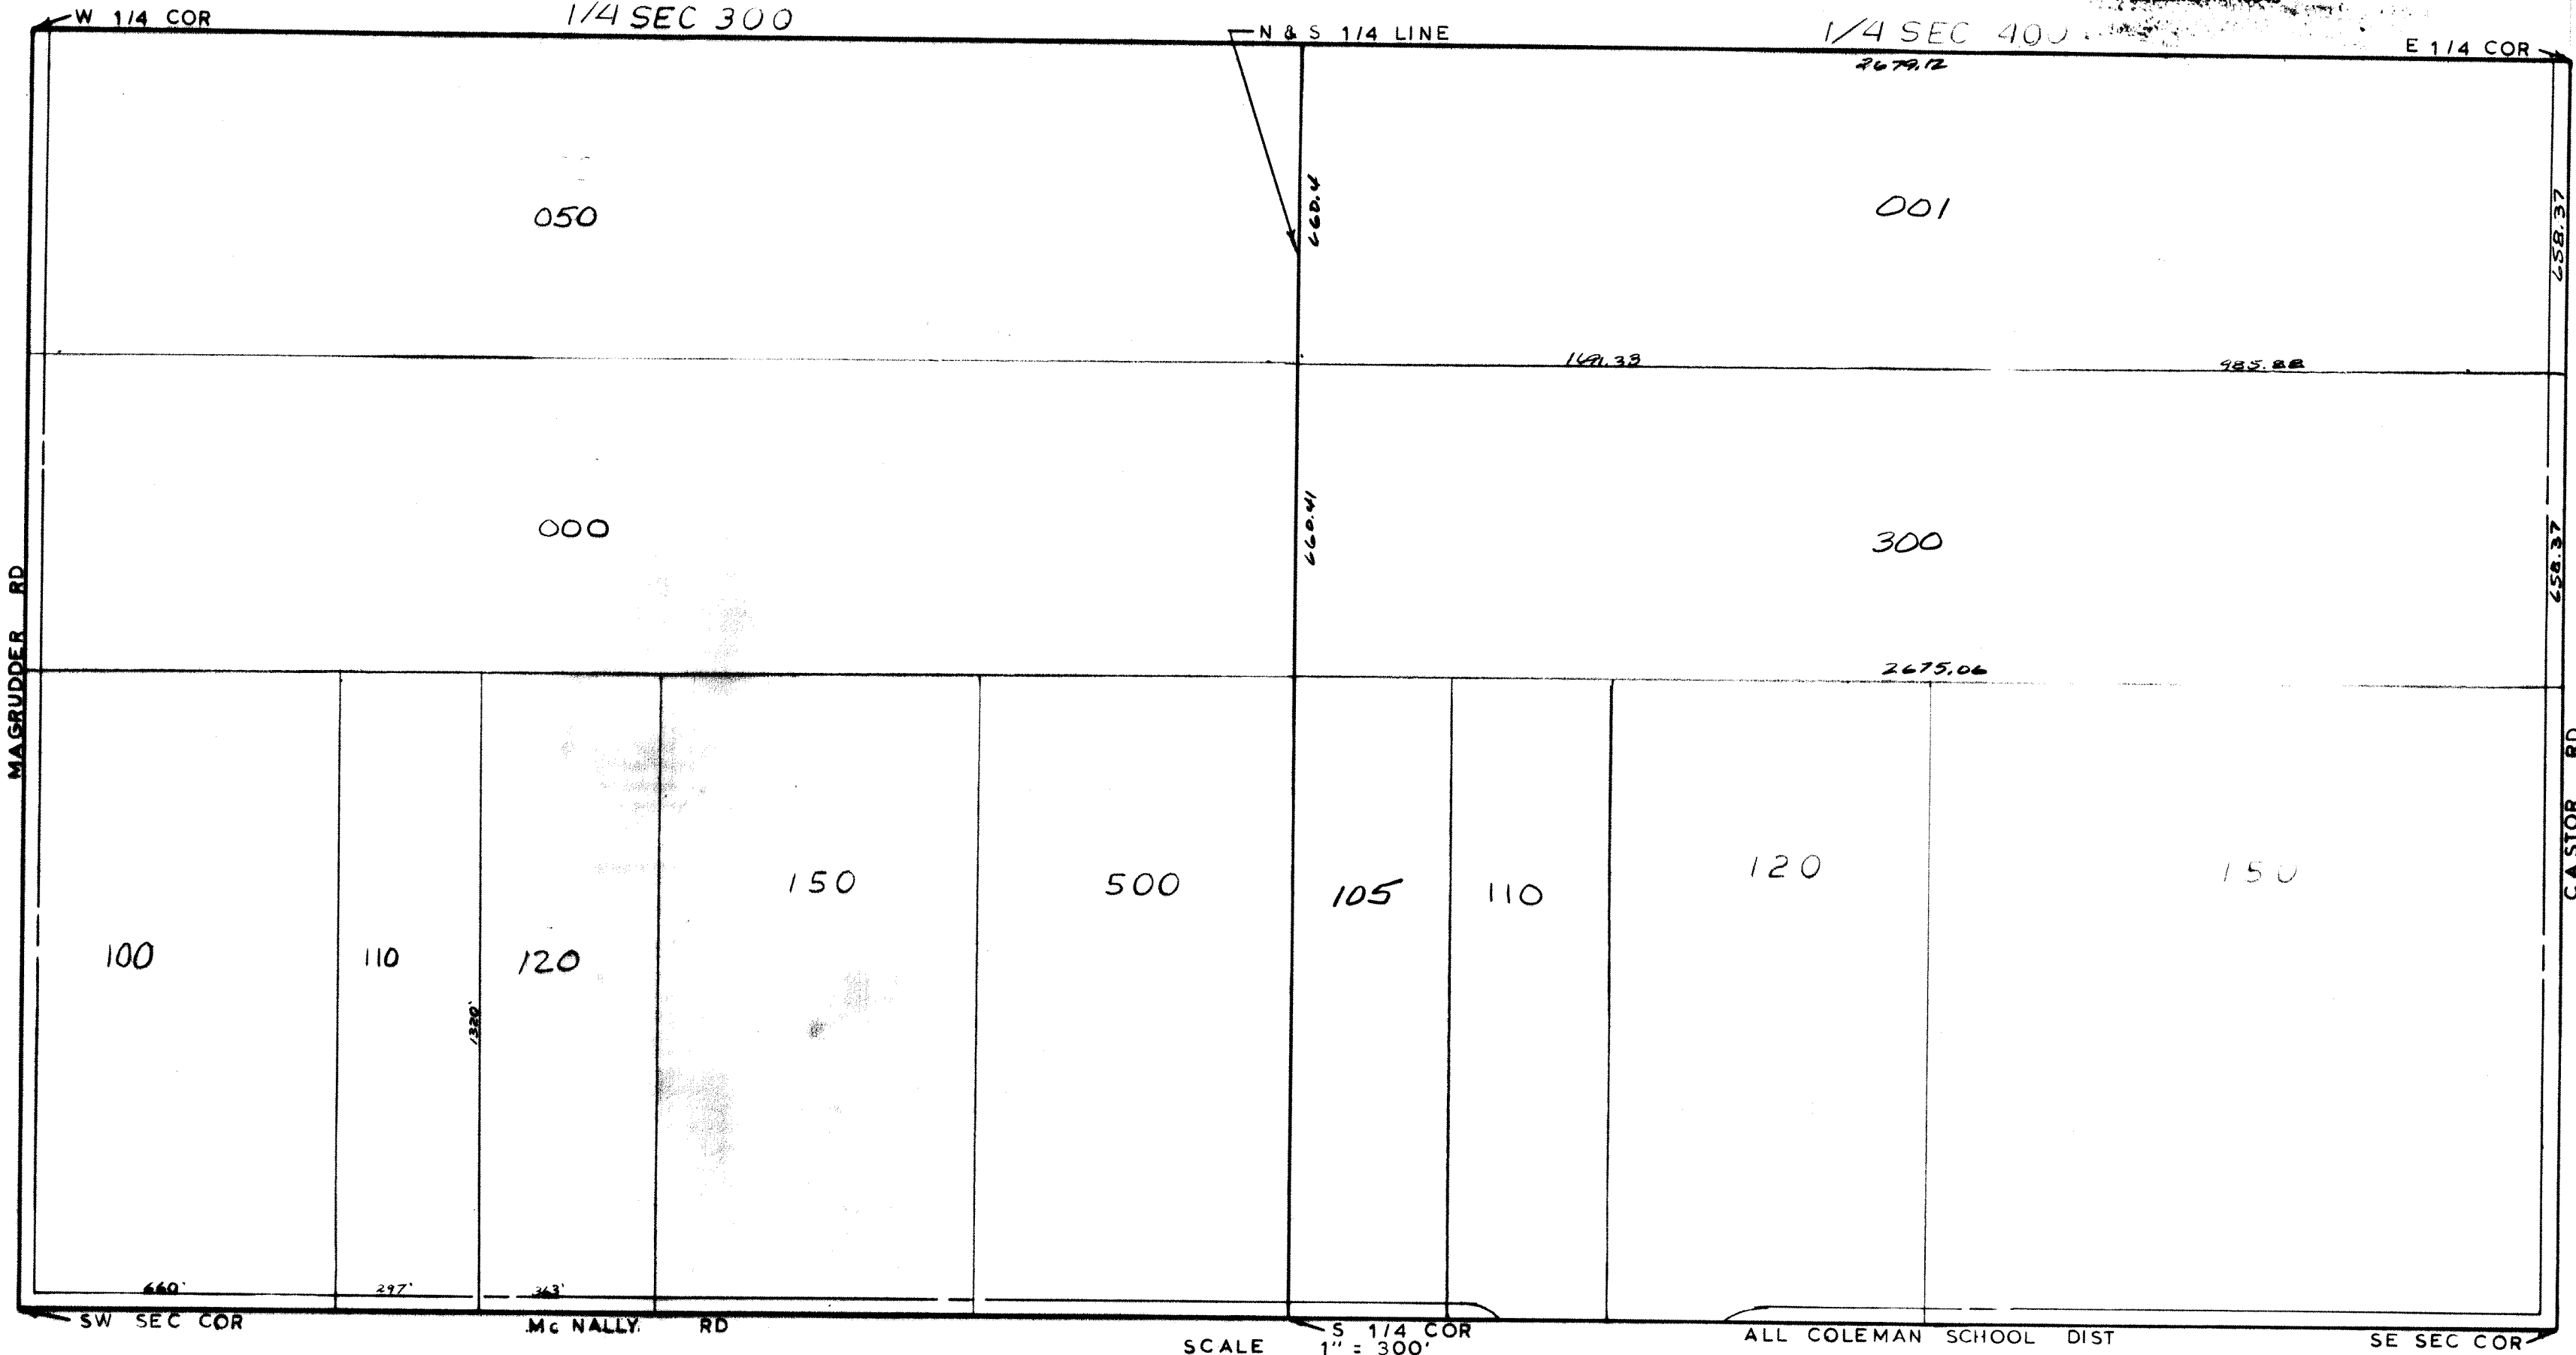 W 1/4 COR
1/4 SEC 300
N & S 1/4 LINE
1/4 SEC 400
E 1/4 COR
2679.12
050
660.4
001
658.37
1691.33
985.88
000
660.41
300
658.37
MAGRUDDER RD
2675.06
CASTOR RD
100
110
120
150
500
105
110
120
150
1320'
660'
297'
363'
SW SEC COR
Mc NALLY RD
SCALE 1" = 300'
S 1/4 COR
ALL COLEMAN SCHOOL DIST
SE SEC COR